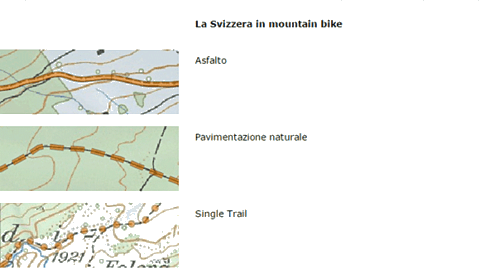 La Svizzera in mountain bike
Asfalto
Pavimentazione naturale
Single Trail
d i
1921